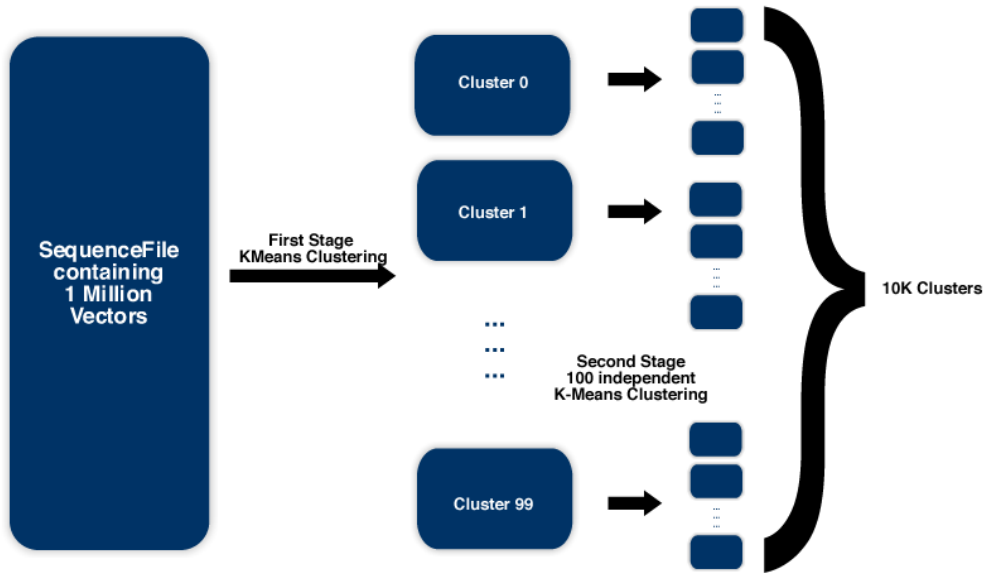 SequenceFile
containing
1 Million
Vectors
First Stage
KMeans Clustering
Cluster 0
Cluster 1
...
...
...
Cluster 99
Second Stage
100 independent
K-Means Clustering
...
...
...
...
...
...
...
...
...
10K Clusters